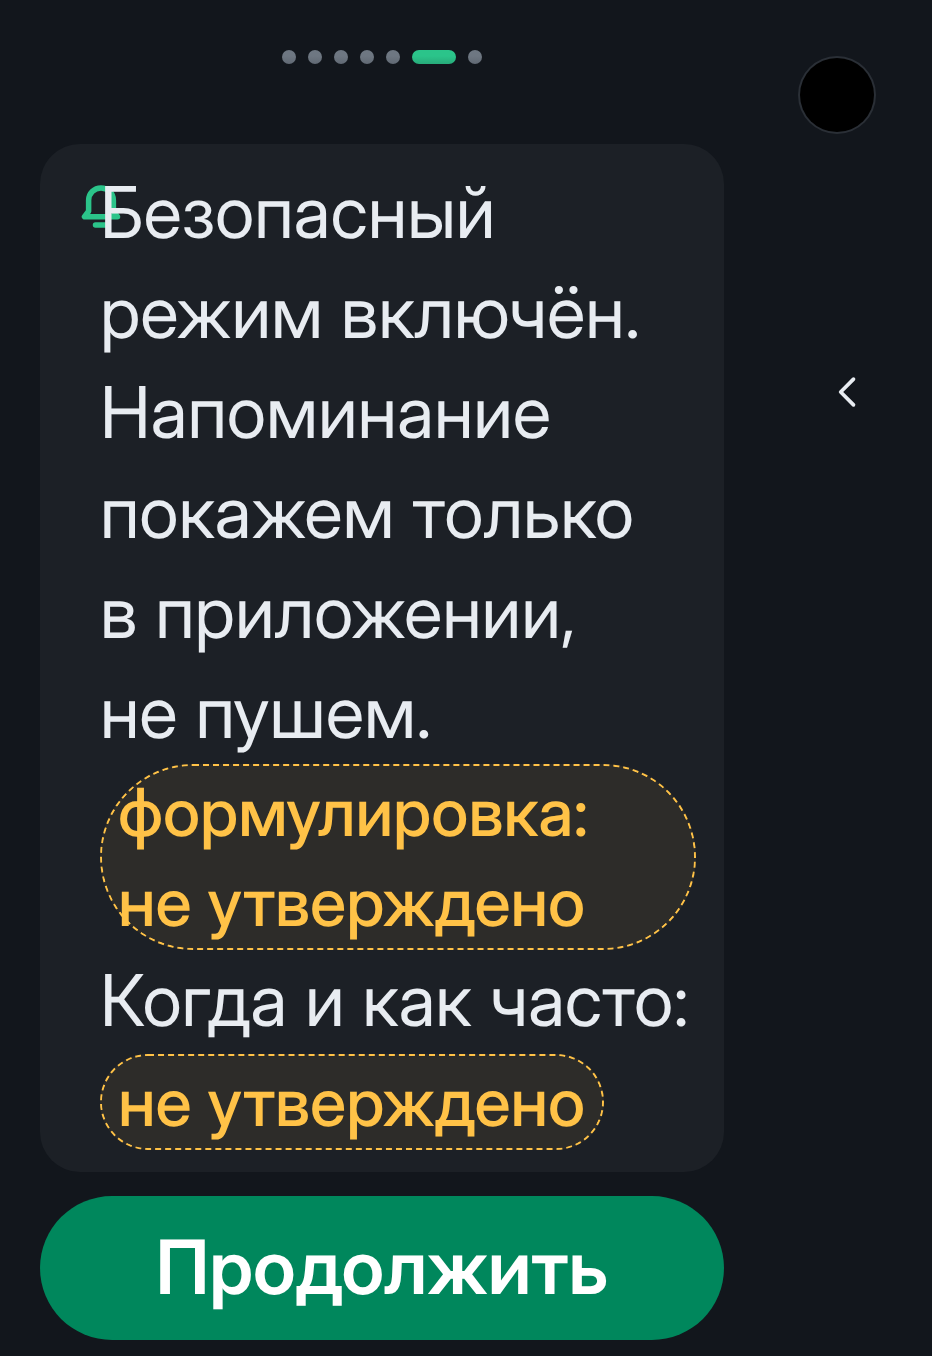 Безопасный
режим включён.
Напоминание
покажем только
в приложении,
не пушем.
формулировка:
не утверждено
Когда и как часто:
не утверждено
Продолжить